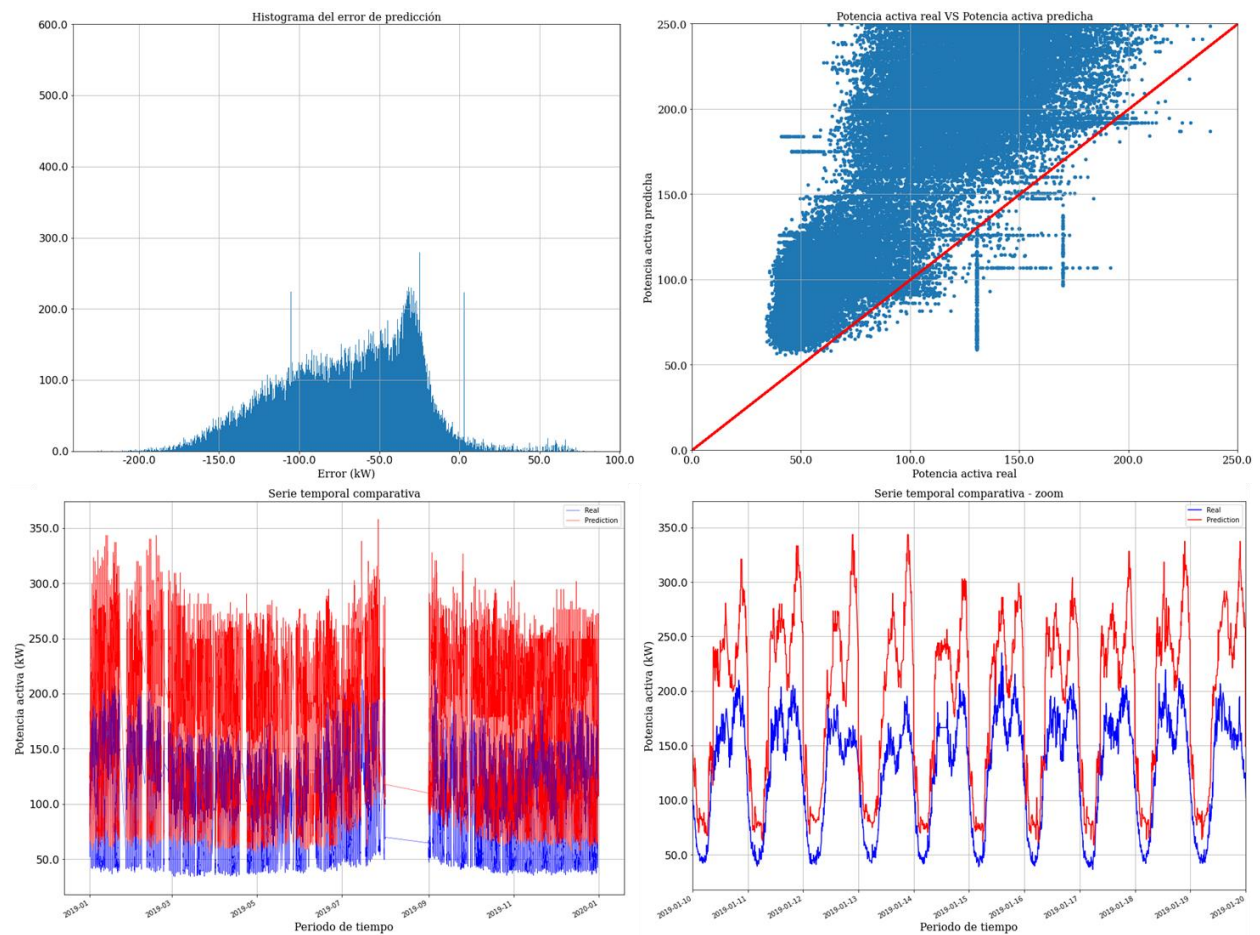 Histograma del error de predicción
600.0
500.0
400.0
300.0
200.0
100.0
0.0
-200.0 -150.0 -100.0 -50.0 0.0 50.0 100.0
Error (kW)
Potencia activa real VS Potencia activa predicha
250.0
200.0
150.0
100.0
50.0
0.0
Potencia activa predicha
0.0 50.0 100.0 150.0 200.0 250.0
Potencia activa real
Serie temporal comparativa
Real
Prediction
350.0
300.0
250.0
200.0
150.0
100.0
50.0
Potencia activa (kW)
2019-01 2019-03 2019-05 2019-07 2019-09 2019-11 2020-01
Periodo de tiempo
Serie temporal comparativa - zoom
Real
Prediction
350.0
300.0
250.0
200.0
150.0
100.0
50.0
Potencia activa (kW)
2019-01-10 2019-01-11 2019-01-12 2019-01-13 2019-01-14 2019-01-15 2019-01-16 2019-01-17 2019-01-18 2019-01-19 2019-01-20
Periodo de tiempo